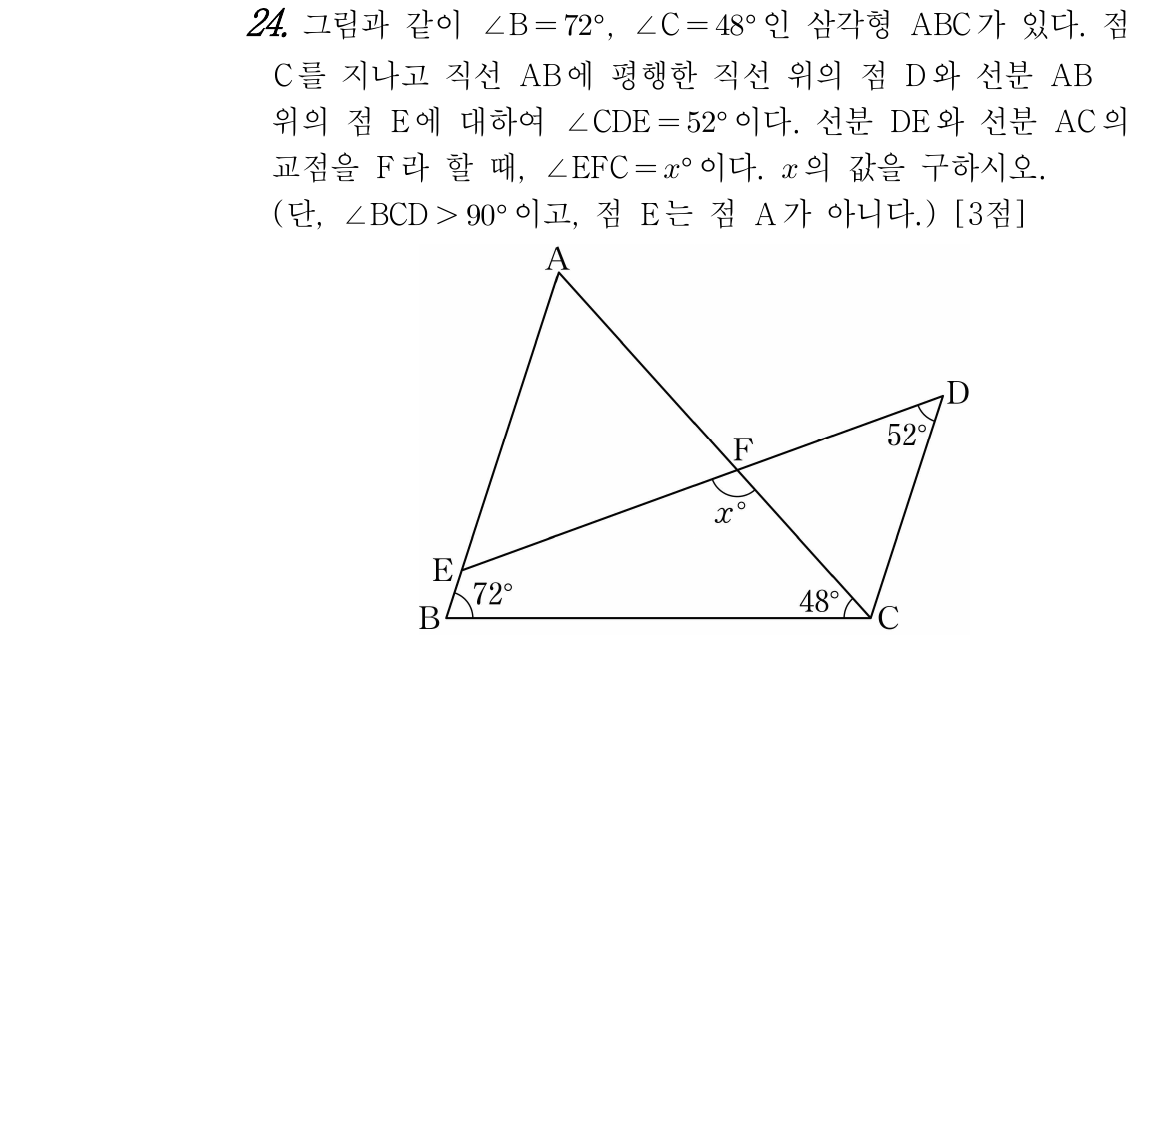 24. 그림과 같이 ∠B=72°, ∠C=48°인 삼각형 ABC가 있다. 점
C를 지나고 직선 AB에 평행한 직선 위의 점 D와 선분 AB
위의 점 E에 대하여 ∠CDE=52°이다. 선분 DE와 선분 AC의
교점을 F라 할 때, ∠EFC=x°이다. x의 값을 구하시오.
(단, ∠BCD>90°이고, 점 E는 점 A가 아니다.) [3점]
A
D
52°
F
x°
E
72°
48°
B
C